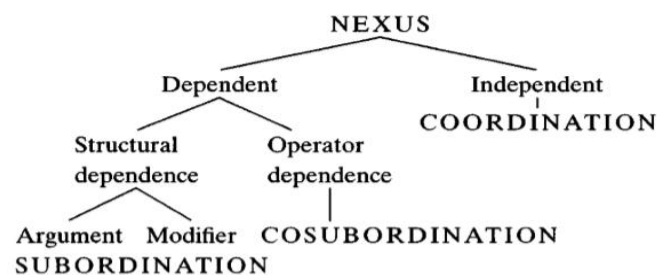 NEXUS
Dependent Independent
COORDINATION
Structural Operator
dependence dependence
Argument Modifier COSUBORDINATION
SUBORDINATION